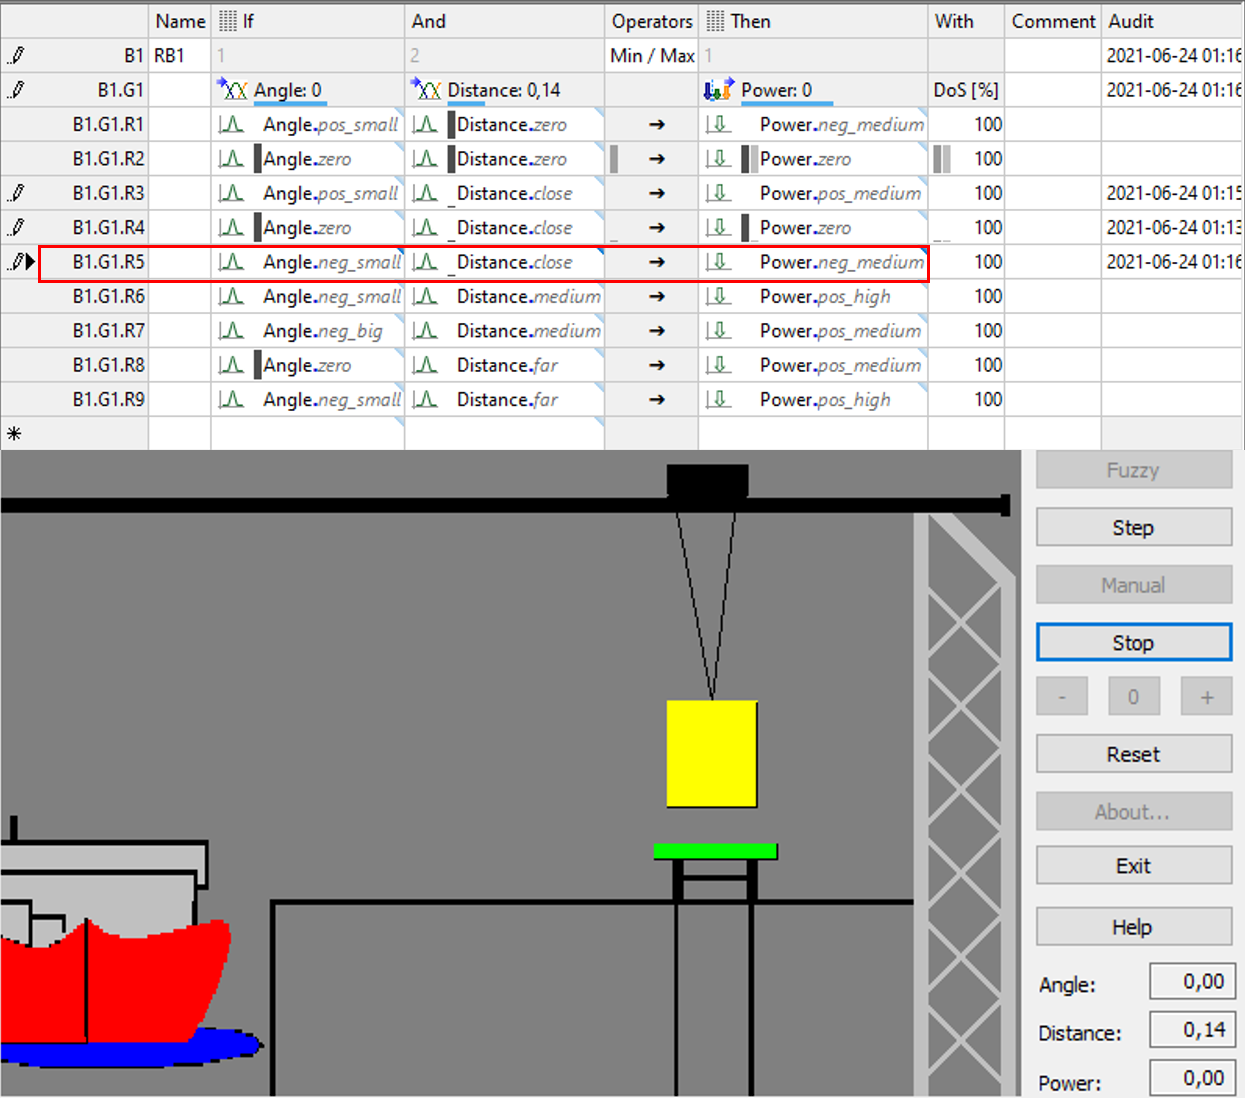 Name If And Operators Then With Comment Audit
B1 RB1 1 2 Min / Max 1 2021-06-24 01:16
B1.G1 Angle: 0 Distance: 0,14 Power: 0 DoS [%] 2021-06-24 01:16
B1.G1.R1 Angle.pos_small Distance.zero → Power.neg_medium 100
B1.G1.R2 Angle.zero Distance.zero → Power.zero 100
B1.G1.R3 Angle.pos_small Distance.close → Power.pos_medium 100 2021-06-24 01:15
B1.G1.R4 Angle.zero Distance.close → Power.zero 100 2021-06-24 01:13
B1.G1.R5 Angle.neg_small Distance.close → Power.neg_medium 100 2021-06-24 01:16
B1.G1.R6 Angle.neg_small Distance.medium → Power.pos_high 100
B1.G1.R7 Angle.neg_big Distance.medium → Power.pos_medium 100
B1.G1.R8 Angle.zero Distance.far → Power.pos_medium 100
B1.G1.R9 Angle.neg_small Distance.far → Power.pos_high 100
Fuzzy
Step
Manual
Stop
- 0 +
Reset
About...
Exit
Help
Angle: 0,00
Distance: 0,14
Power: 0,00